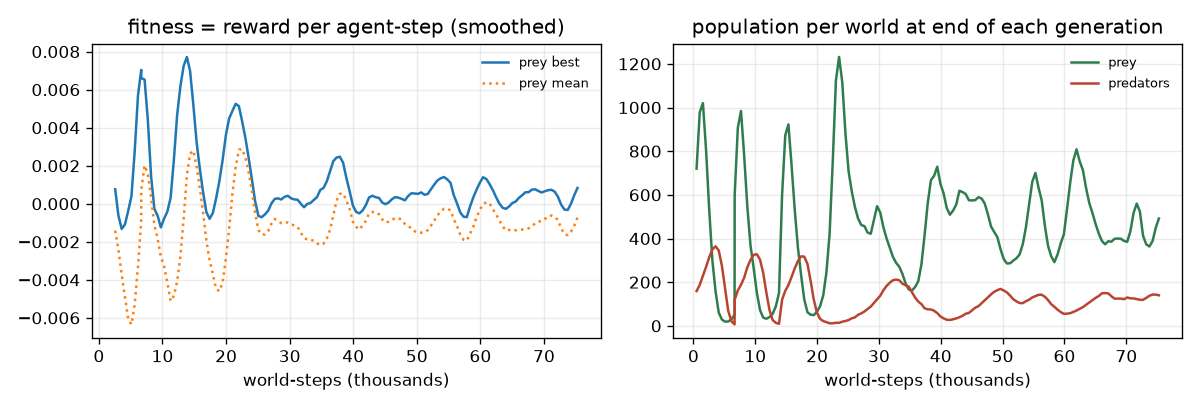 fitness = reward per agent-step (smoothed)
0.008
0.006
0.004
0.002
0.000
−0.002
−0.004
−0.006
prey best
prey mean
0 10 20 30 40 50 60 70
world-steps (thousands)
population per world at end of each generation
1200
1000
800
600
400
200
0
prey
predators
0 10 20 30 40 50 60 70
world-steps (thousands)